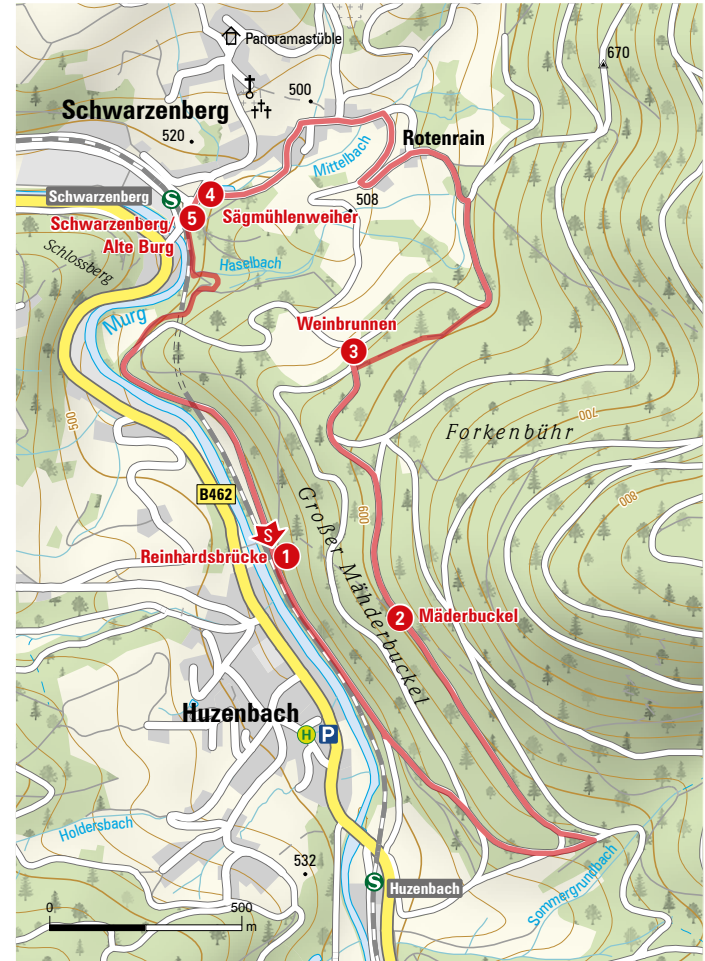 Panoramastüble
670
500
Schwarzenberg
520
Rotenrain
Mittelbach
Schwarzenberg
S
4
508
5
Sägmühlenweiher
Schwarzenberg/
Alte Burg
Schlossberg
Haselbach
Murg
Weinbrunnen
3
500
700
Forkenbühr
800
B462
600
Großer Mähderbuckel
S
Reinhardsbrücke
1
2
Mäderbuckel
Huzenbach
H
P
Holdersbach
532
Sommergrundbach
S
Huzenbach
0
500
m